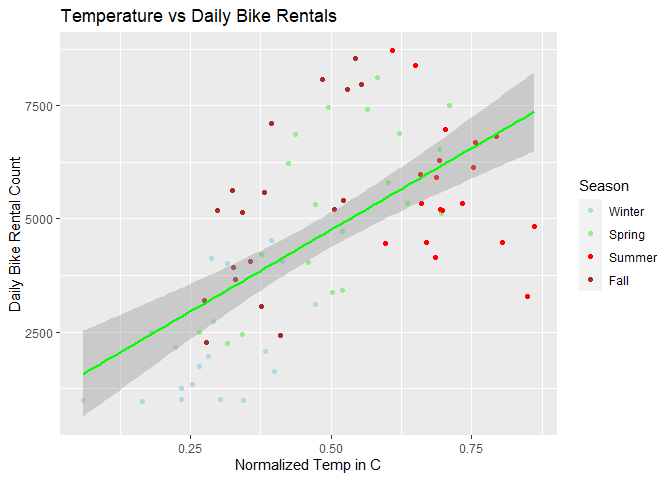 Temperature vs Daily Bike Rentals
Daily Bike Rental Count
7500
5000
2500
0.25
0.50
0.75
Normalized Temp in C
Season
Winter
Spring
Summer
Fall